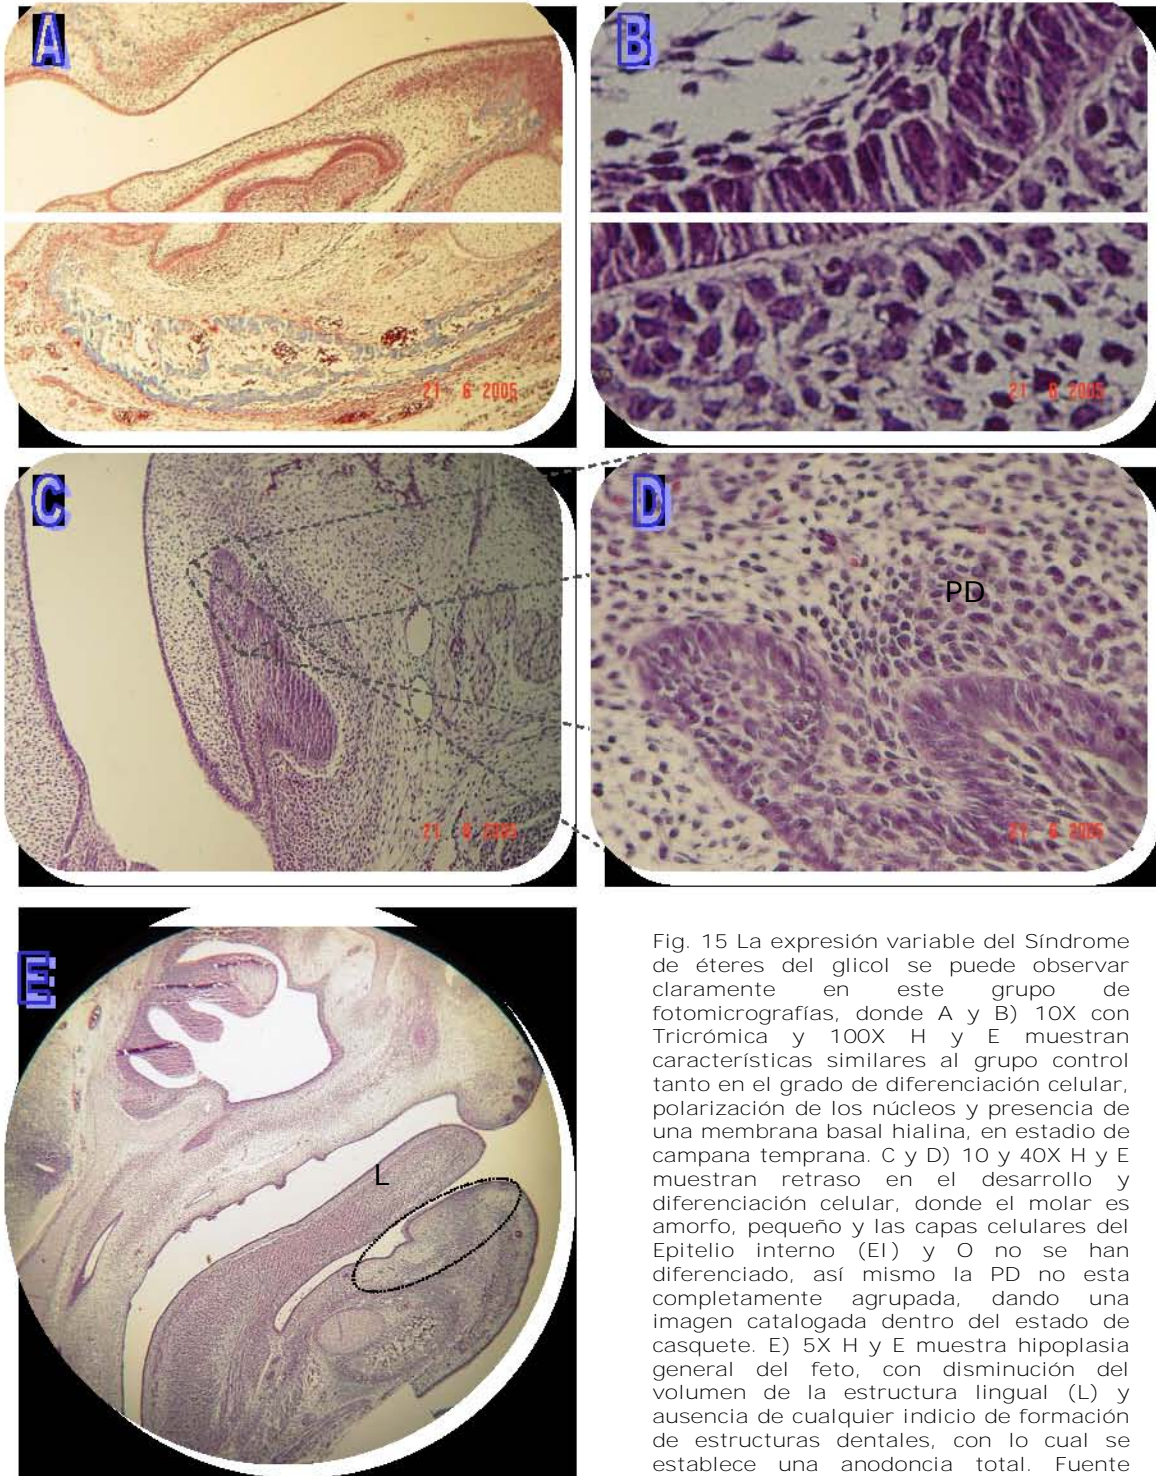 A
B
21 6 2005
21 6 2005
C
D
PD
21 6 2005
21 6 2005
E
L
Fig. 15 La expresión variable del Síndrome
de éteres del glicol se puede observar
claramente en este grupo de
fotomicrografías, donde A y B) 10X con
Tricrómica y 100X H y E muestran
características similares al grupo control
tanto en el grado de diferenciación celular,
polarización de los núcleos y presencia de
una membrana basal hialina, en estadio de
campana temprana. C y D) 10 y 40X H y E
muestran retraso en el desarrollo y
diferenciación celular, donde el molar es
amorfo, pequeño y las capas celulares del
Epitelio interno (EI) y O no se han
diferenciado, así mismo la PD no esta
completamente agrupada, dando una
imagen catalogada dentro del estado de
casquete. E) 5X H y E muestra hipoplasia
general del feto, con disminución del
volumen de la estructura lingual (L) y
ausencia de cualquier indicio de formación
de estructuras dentales, con lo cual se
establece una anodoncia total. Fuente